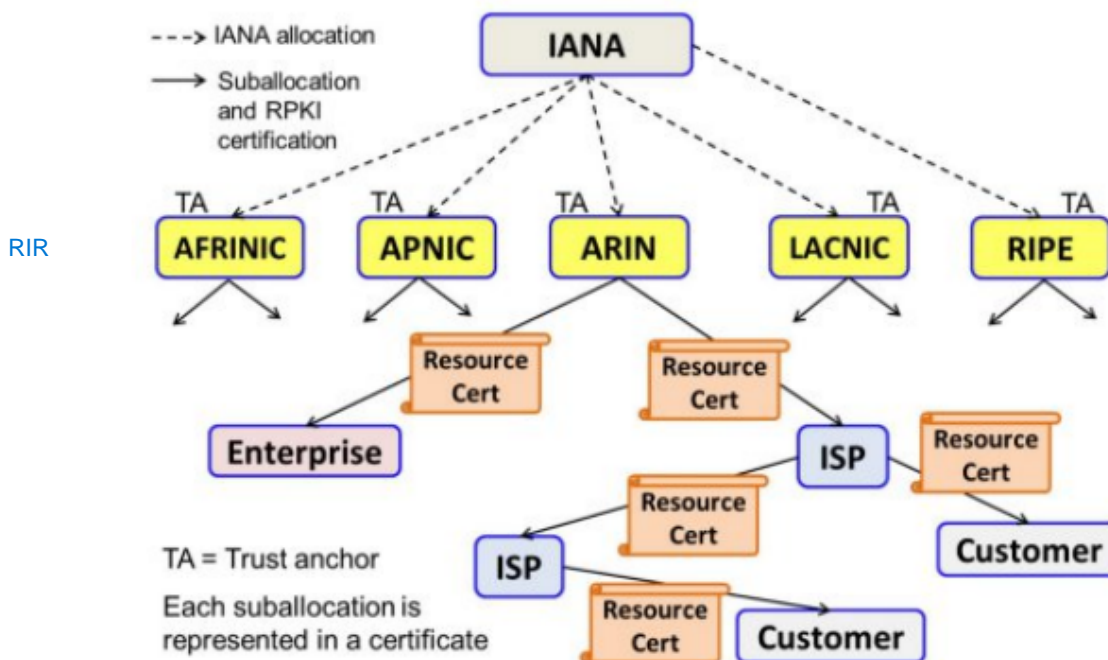 IANA allocation
Suballocation
and RPKI
certification
IANA
TA
TA
TA
TA
TA
RIR
AFRINIC
APNIC
ARIN
LACNIC
RIPE
Resource
Cert
Resource
Cert
Enterprise
ISP
Resource
Cert
Resource
Cert
ISP
Customer
Resource
Cert
Customer
TA = Trust anchor
Each suballocation is
represented in a certificate